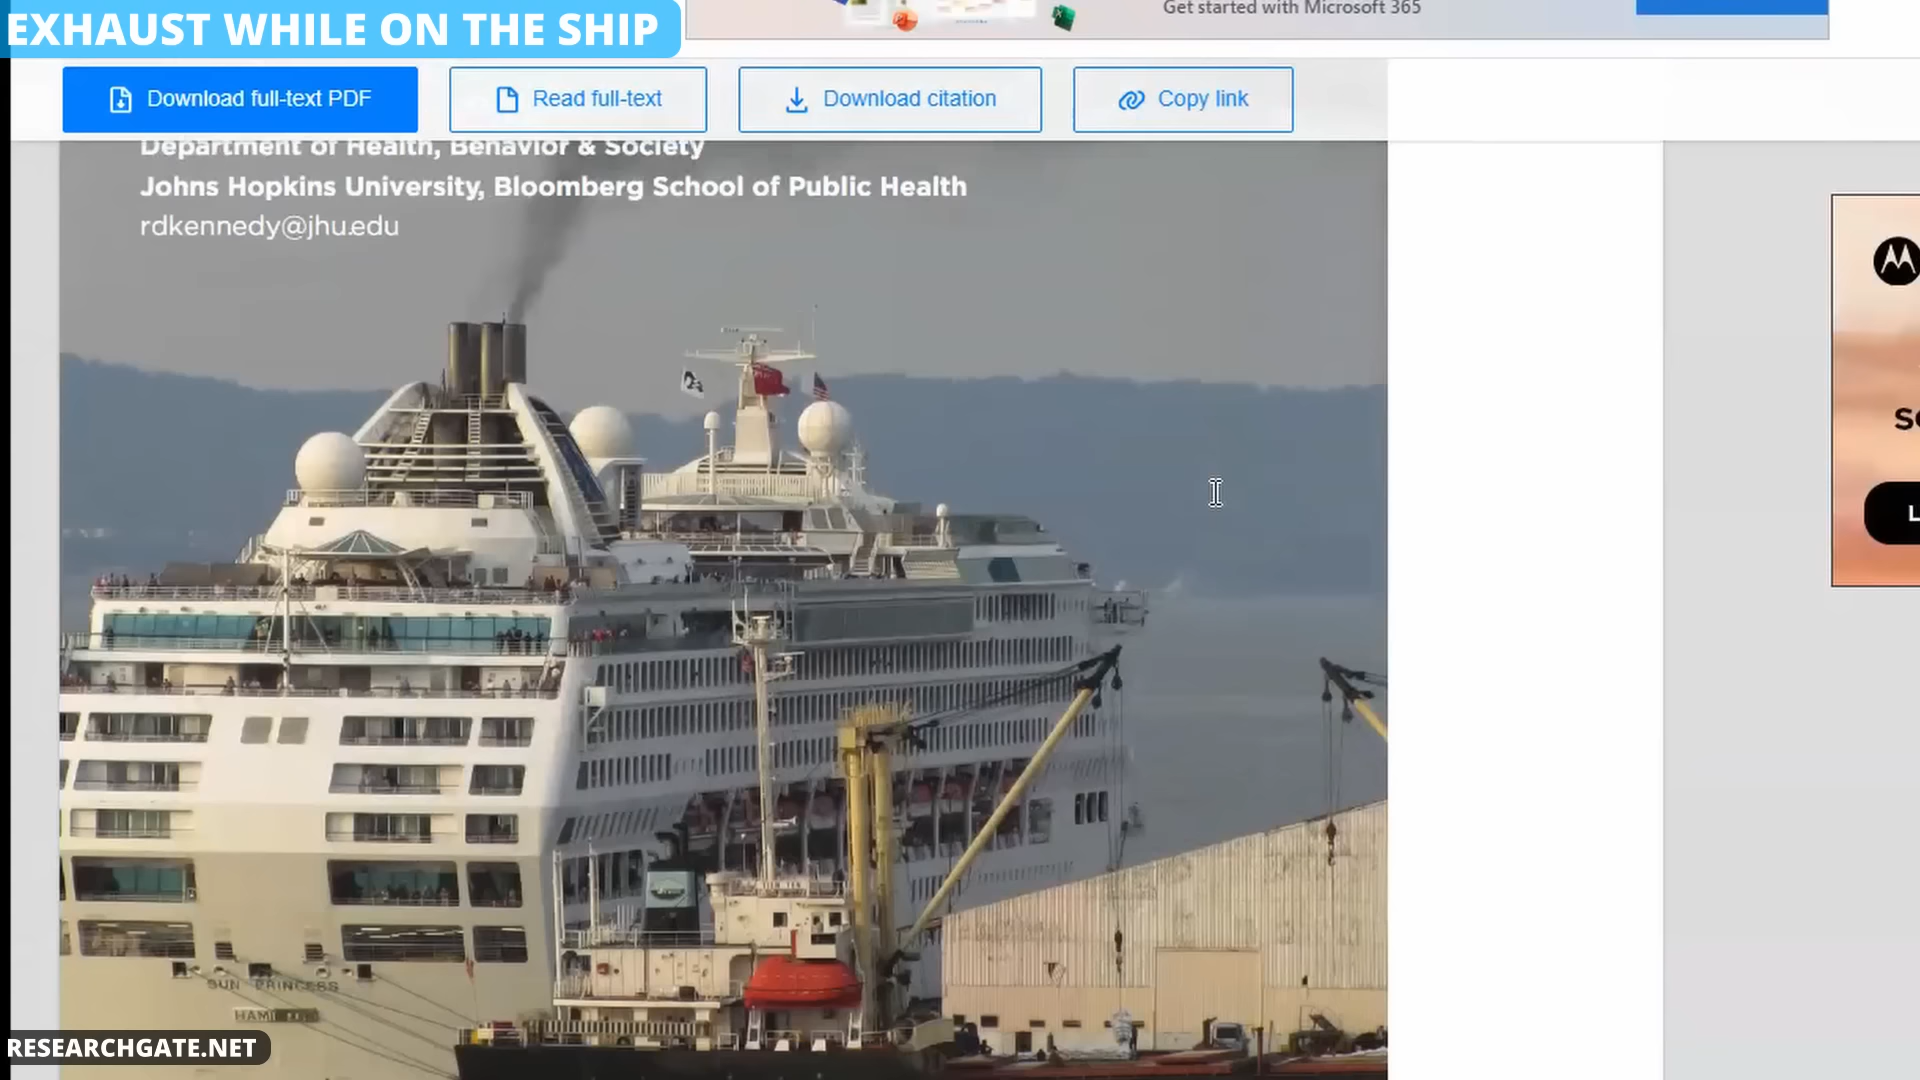 EXHAUST WHILE ON THE SHIP
Get started with Microsoft 365
Download full-text PDF
Read full-text
Download citation
Copy link
Department of Health, Behavior & Society
Johns Hopkins University, Bloomberg School of Public Health
rdkennedy@jhu.edu
SUN PRINCESS
RESEARCHGATE.NET